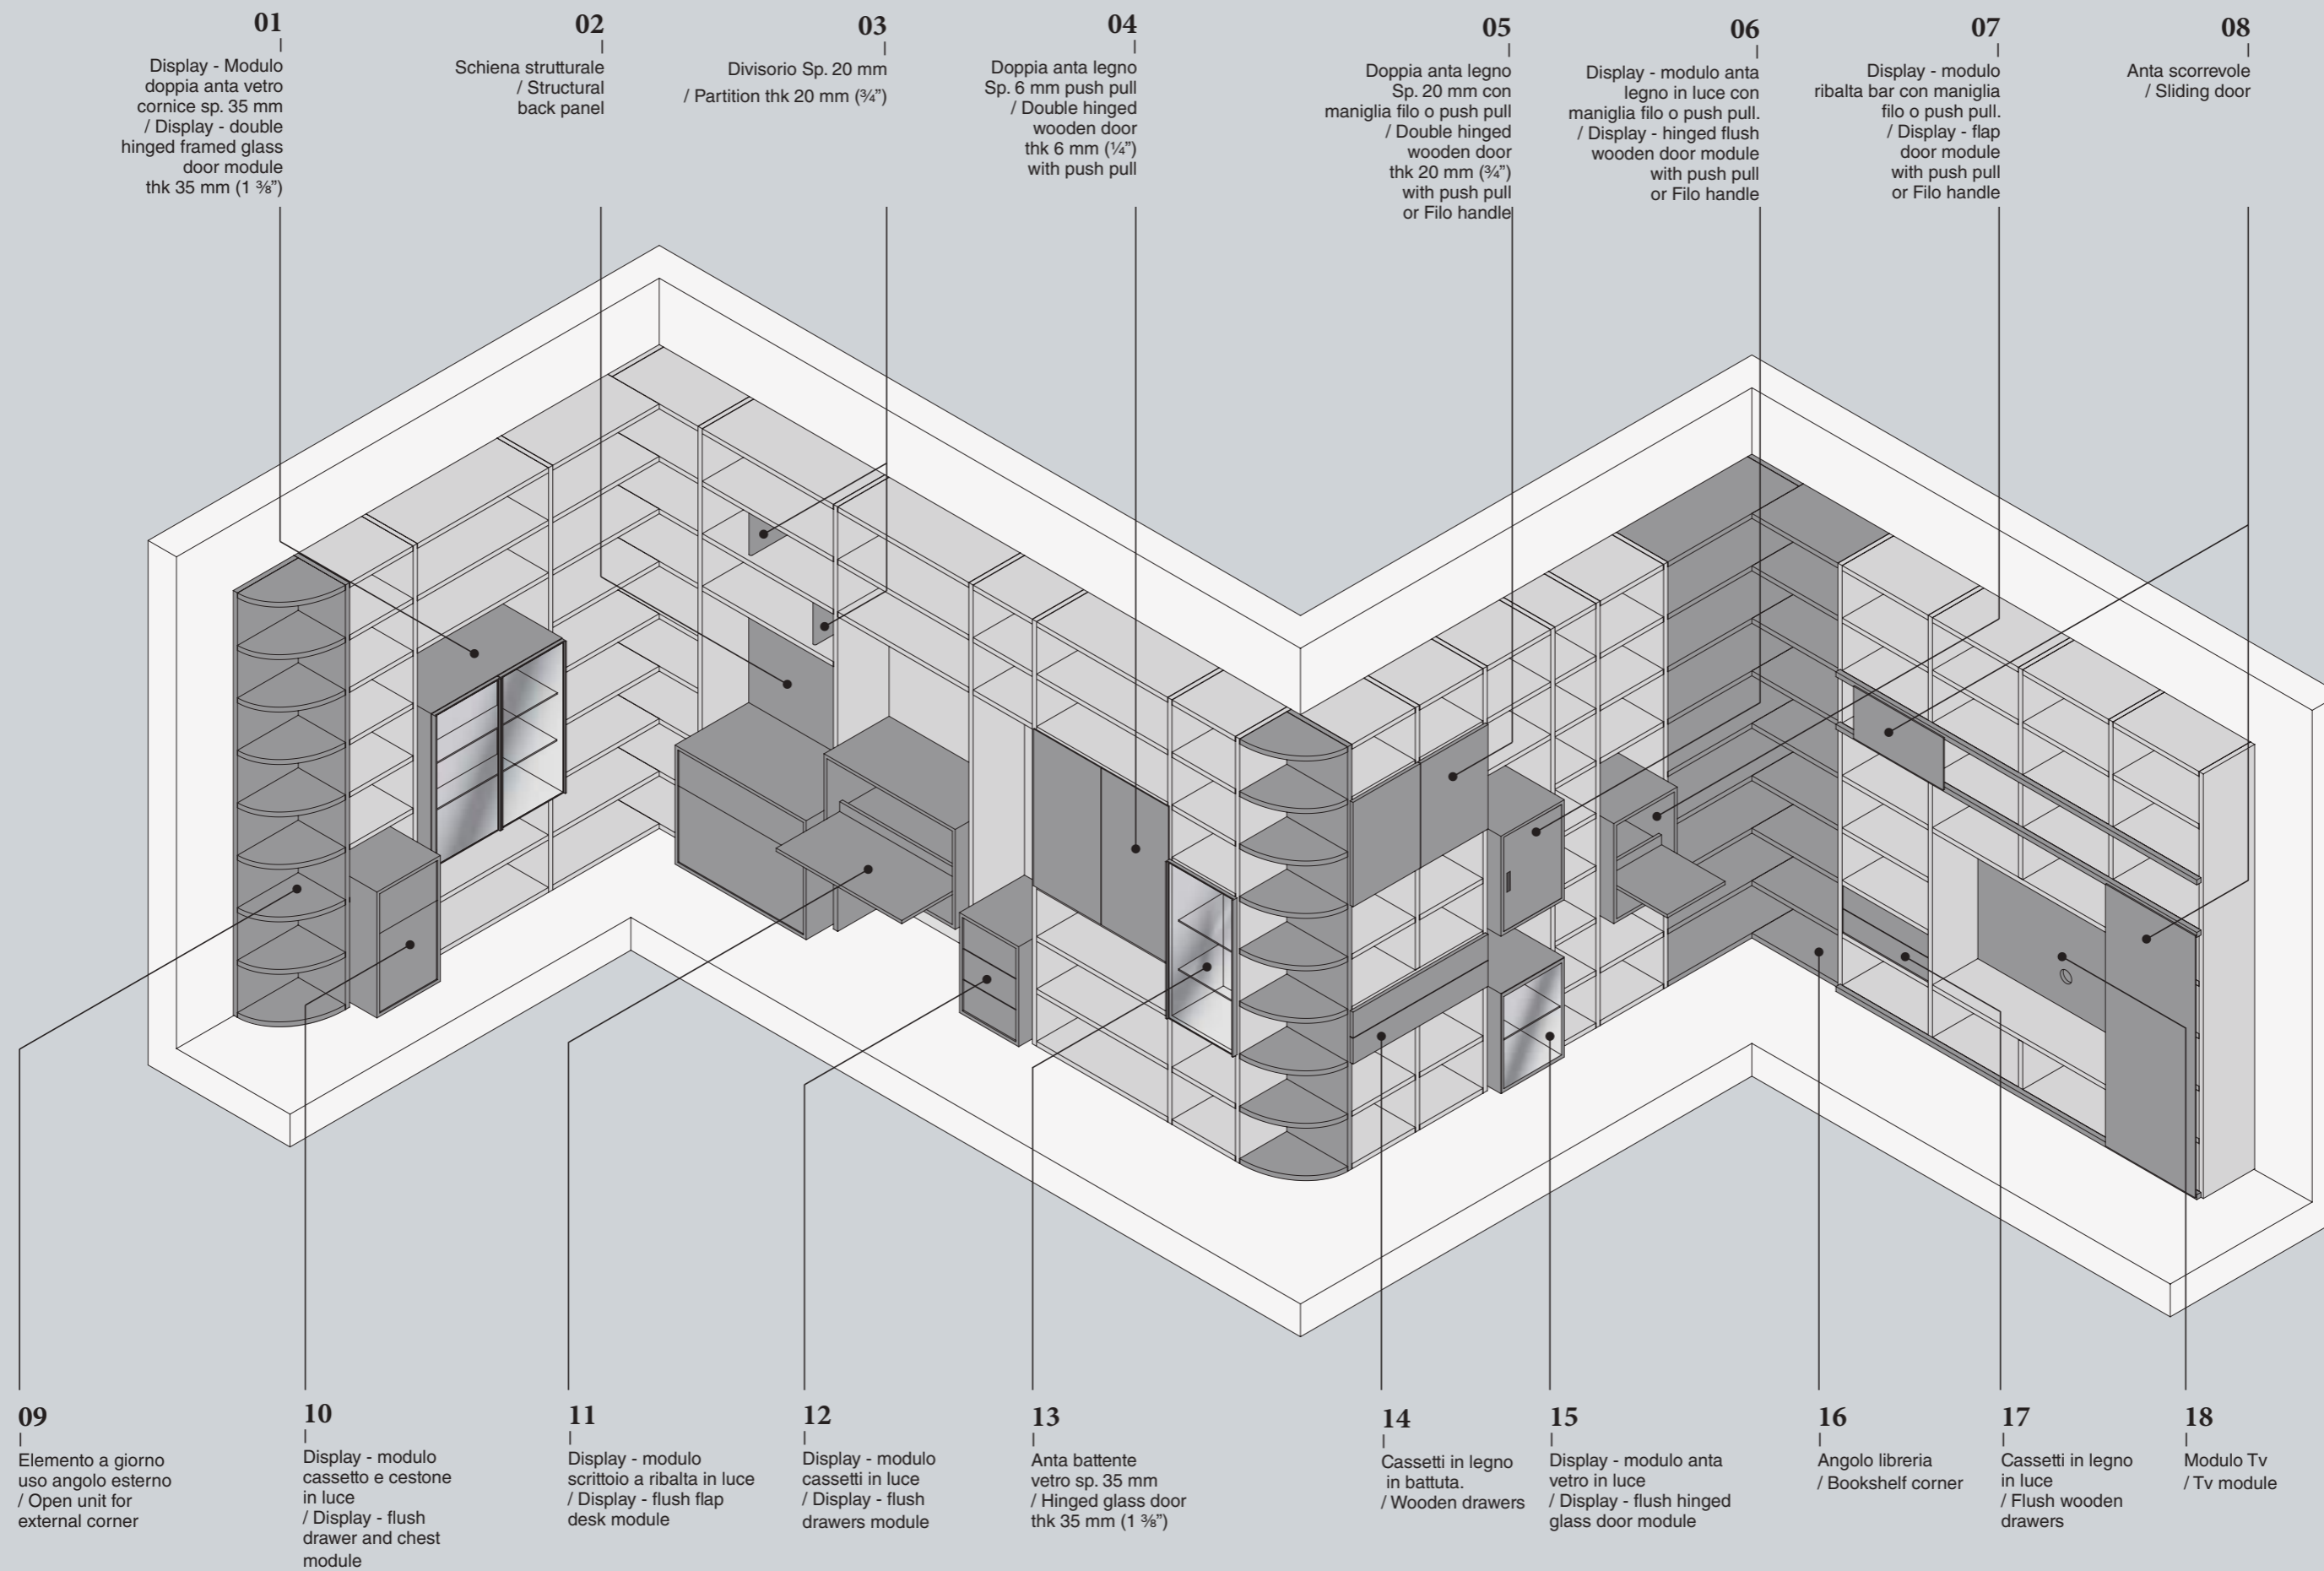 01
Display - Modulo
doppia anta vetro
cornice sp. 35 mm
/ Display - double
hinged framed glass
door module
thk 35 mm (1 ⅜”)
02
Schiena strutturale
/ Structural
back panel
03
Divisorio Sp. 20 mm
/ Partition thk 20 mm (¾”)
04
Doppia anta legno
Sp. 6 mm push pull
/ Double hinged
wooden door
thk 6 mm (¼”)
with push pull
05
Doppia anta legno
Sp. 20 mm con
maniglia filo o push pull
/ Double hinged
wooden door
thk 20 mm (¾”)
with push pull
or Filo handle
06
Display - modulo anta
legno in luce con
maniglia filo o push pull.
/ Display - hinged flush
wooden door module
with push pull
or Filo handle
07
Display - modulo
ribalta bar con maniglia
filo o push pull.
/ Display - flap
door module
with push pull
or Filo handle
08
Anta scorrevole
/ Sliding door
09
Elemento a giorno
uso angolo esterno
/ Open unit for
external corner
10
Display - modulo
cassetto e cestone
in luce
/ Display - flush
drawer and chest
module
11
Display - modulo
scrittoio a ribalta in luce
/ Display - flush flap
desk module
12
Display - modulo
cassetti in luce
/ Display - flush
drawers module
13
Anta battente
vetro sp. 35 mm
/ Hinged glass door
thk 35 mm (1 ⅜”)
14
Cassetti in legno
in battuta.
/ Wooden drawers
15
Display - modulo anta
vetro in luce
/ Display - flush hinged
glass door module
16
Angolo libreria
/ Bookshelf corner
17
Cassetti in legno
in luce
/ Flush wooden
drawers
18
Modulo Tv
/ Tv module